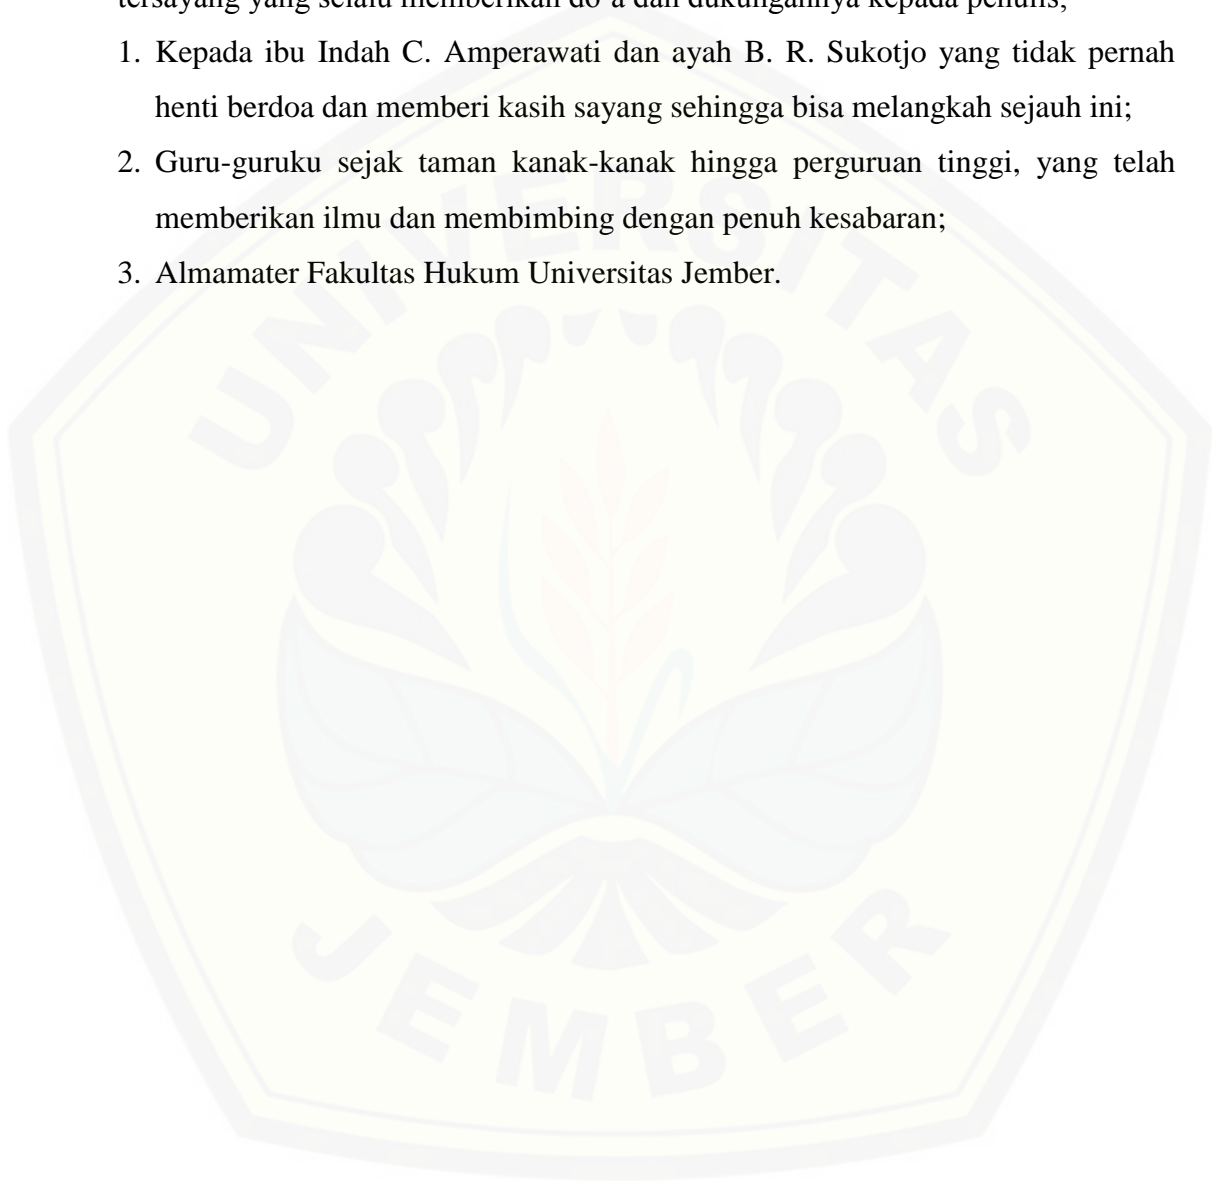 tersayang yang selalu memberikan do'a dan dukungannya kepada penulis;
1. Kepada ibu Indah C. Amperawati dan ayah B. R. Sukotjo yang tidak pernah
henti berdoa dan memberi kasih sayang sehingga bisa melangkah sejauh ini;
2. Guru-guruku sejak taman kanak-kanak hingga perguruan tinggi, yang telah
memberikan ilmu dan membimbing dengan penuh kesabaran;
3. Almamater Fakultas Hukum Universitas Jember.
UNIVERSITAS
JEMBER